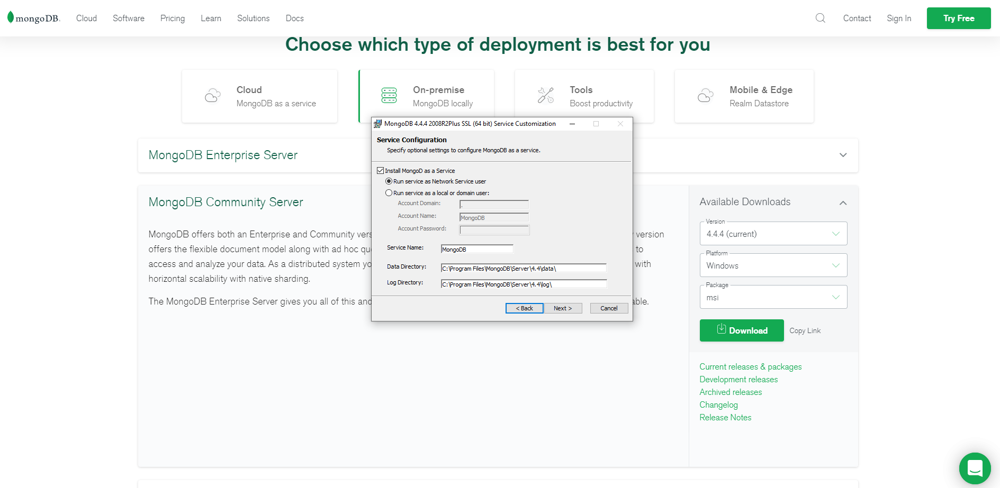 mongoDB.
Cloud
Software
Pricing
Learn
Solutions
Docs
Contact
Sign In
Try Free
Choose which type of deployment is best for you
Cloud
MongoDB as a service
On-premise
MongoDB locally
Tools
Boost productivity
Mobile & Edge
Realm Datastore
MongoDB Enterprise Server
MongoDB Community Server
MongoDB offers both an Enterprise and Community
version
offers the flexible document model along with ad hoc
to
access and analyze your data. As a distributed system
with
horizontal scalability with native sharding.
The MongoDB Enterprise Server gives you all of this and
MongoDB 4.4.4 2008R2Plus SSL (64 bit) Service Customization
Service Configuration
Specify optional settings to configure MongoDB as a service.
Install MongoD as a Service
Run service as Network Service user
Run service as a local or domain user:
Account Domain:
.
Account Name:
MongoDB
Account Password:
Service Name:
MongoDB
Data Directory:
C:\Program Files\MongoDB\Server\4.4\data\
Log Directory:
C:\Program Files\MongoDB\Server\4.4\log\
< Back
Next >
Cancel
Available Downloads
Version
4.4.4 (current)
Platform
Windows
Package
msi
Download
Copy Link
Current releases & packages
Development releases
Archived releases
Changelog
Release Notes